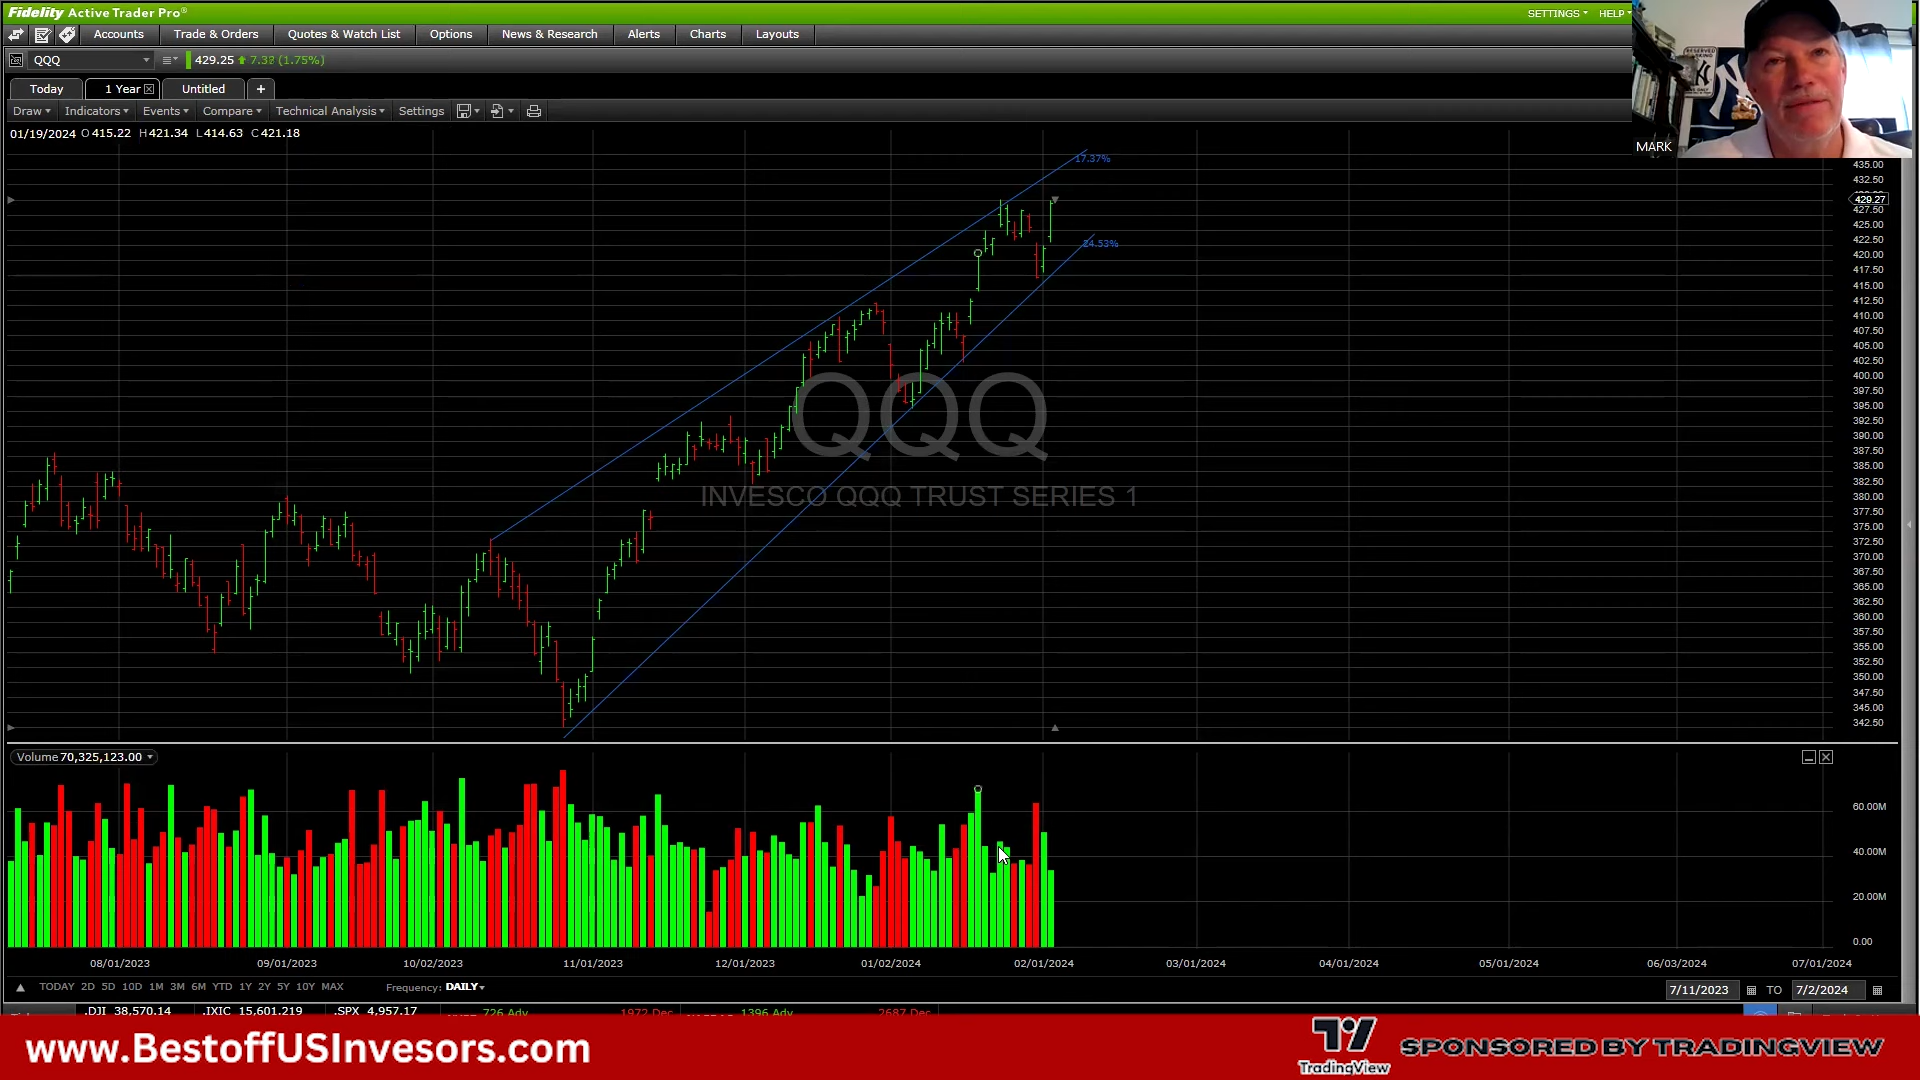 Fidelity Active Trader Pro®
SETTINGS HELP
Accounts Trade & Orders Quotes & Watch List Options News & Research Alerts Charts Layouts
QQQ 429.25 7.38 (1.75%)
Today 1 Year Untitled +
Draw Indicators Events Compare Technical Analysis Settings
01/19/2024 O 415.22 H 421.34 L 414.63 C 421.18
MARK
17.37%
24.53%
435.00
432.50
429.27
427.50
425.00
422.50
420.00
417.50
415.00
412.50
410.00
407.50
405.00
402.50
400.00
397.50
395.00
392.50
390.00
387.50
385.00
382.50
380.00
377.50
375.00
372.50
370.00
367.50
365.00
362.50
360.00
357.50
355.00
352.50
350.00
347.50
345.00
342.50
QQQ
INVESCO QQQ TRUST SERIES 1
Volume 70,325,123.00
60.00M
40.00M
20.00M
0.00
08/01/2023 09/01/2023 10/02/2023 11/01/2023 12/01/2023 01/02/2024 02/01/2024 03/01/2024 04/01/2024 05/01/2024 06/03/2024 07/01/2024
TODAY 2D 5D 10D 1M 3M 6M YTD 1Y 2Y 5Y 10Y MAX Frequency: DAILY
7/11/2023 TO 7/2/2024
.DJI 38,570.14 .IXIC 15,601.219 .SPX 4,957.17 726 Adv 1972 Dec 1396 Adv 2687 Dec
www.BestoffUSInvesors.com
TradingView
SPONSORED BY TRADINGVIEW